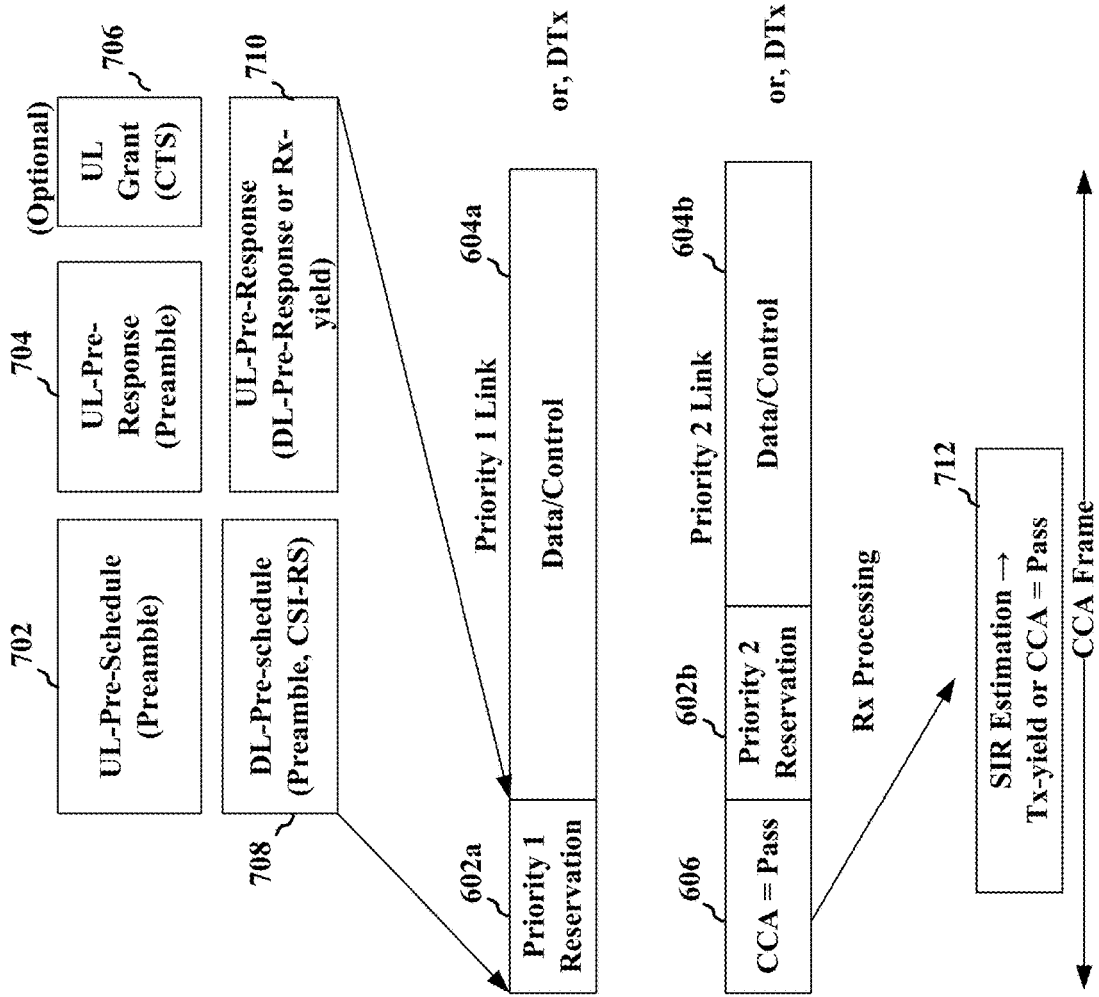 (Optional)
702
704
706
UL-Pre-Schedule
(Preamble)
UL-Pre-
Response
(Preamble)
UL
Grant
(CTS)
708
DL-Pre-schedule
(Preamble, CSI-RS)
710
UL-Pre-Response
(DL-Pre-Response or Rx-
yield)
602a
Priority 1 Link
604a
Priority 1
Reservation
Data/Control
or, DTx
606
602b
Priority 2 Link
604b
CCA = Pass
Priority 2
Reservation
Data/Control
or, DTx
Rx Processing
712
SIR Estimation →
Tx-yield or CCA = Pass
CCA Frame